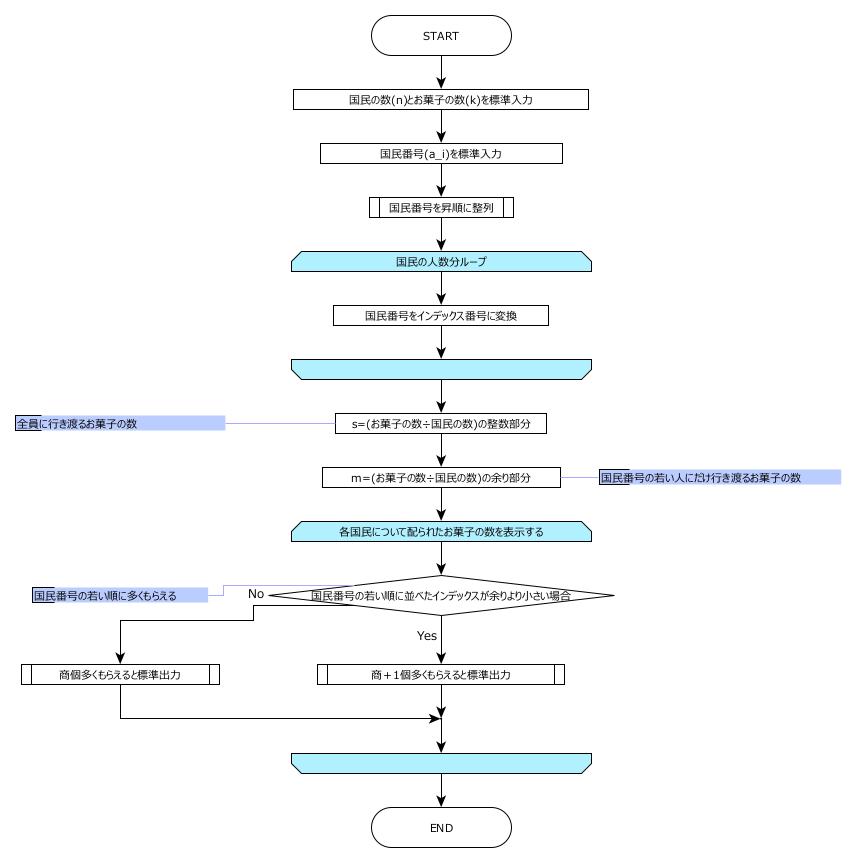 START
国民の数(n)とお菓子の数(k)を標準入力
国民番号(a_i)を標準入力
国民番号を昇順に整列
国民の人数分ループ
国民番号をインデックス番号に変換
全員に行き渡るお菓子の数
s=(お菓子の数÷国民の数)の整数部分
m=(お菓子の数÷国民の数)の余り部分
国民番号の若い人にだけ行き渡るお菓子の数
各国民について配られたお菓子の数を表示する
国民番号の若い順に多くもらえる
No
国民番号の若い順に並べたインデックスが余りより小さい場合
Yes
商個多くもらえると標準出力
商+1個多くもらえると標準出力
END